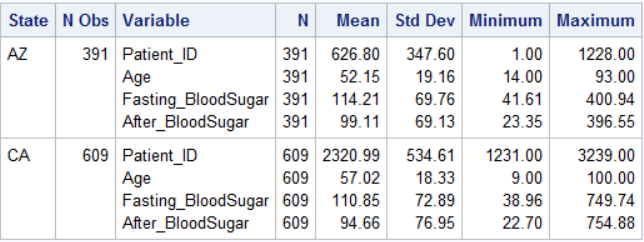 State N Obs Variable N Mean Std Dev Minimum Maximum
AZ 391 Patient_ID 391 626.80 347.60 1.00 1228.00
Age 391 52.15 19.16 14.00 93.00
Fasting_BloodSugar 391 114.21 69.76 41.61 400.94
After_BloodSugar 391 99.11 69.13 23.35 396.55
CA 609 Patient_ID 609 2320.99 534.61 1231.00 3239.00
Age 609 57.02 18.33 9.00 100.00
Fasting_BloodSugar 609 110.85 72.89 38.96 749.74
After_BloodSugar 609 94.66 76.95 22.70 754.88